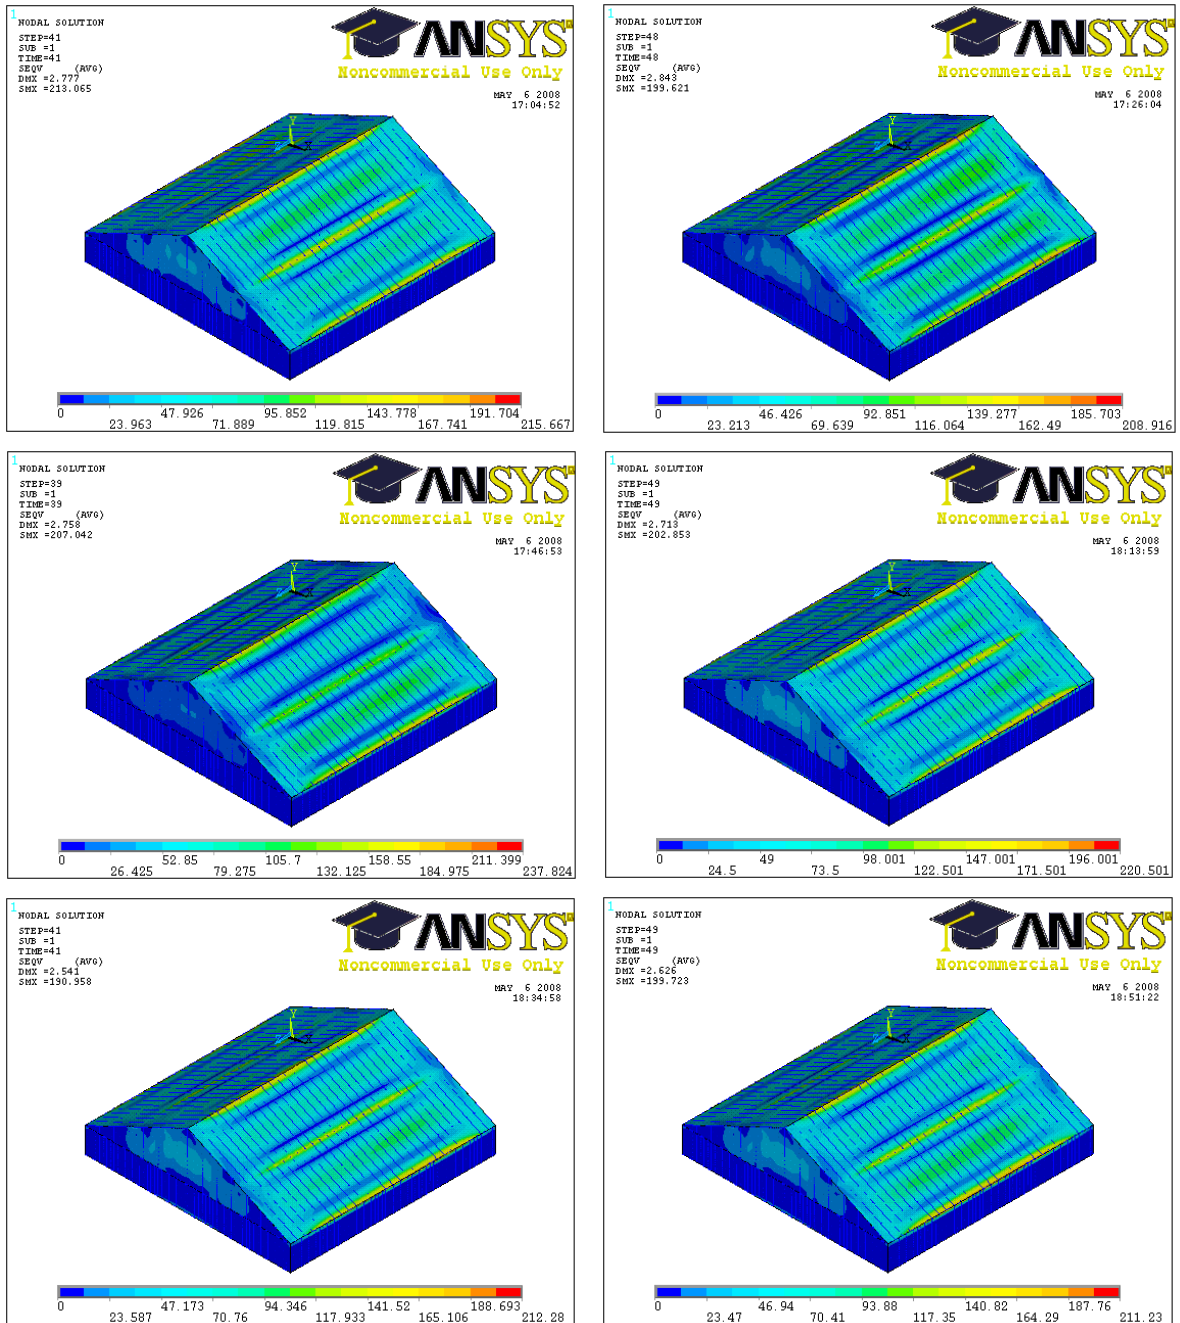 1
NODAL SOLUTION
STEP=41
SUB =1
TIME=41
SEQV (AVG)
DMX =2.777
SMX =213.065
ANSYS
Noncommercial Use Only
MAY 6 2008
17:04:52
Y
Z X
0 47.926 95.852 143.778 191.704
23.963 71.889 119.815 167.741 215.667
1
NODAL SOLUTION
STEP=48
SUB =1
TIME=48
SEQV (AVG)
DMX =2.843
SMX =199.621
ANSYS
Noncommercial Use Only
MAY 6 2008
17:26:04
Y
Z X
0 46.426 92.851 139.277 185.703
23.213 69.639 116.064 162.49 208.916
1
NODAL SOLUTION
STEP=39
SUB =1
TIME=39
SEQV (AVG)
DMX =2.758
SMX =207.042
ANSYS
Noncommercial Use Only
MAY 6 2008
17:46:53
Y
Z X
0 52.85 105.7 158.55 211.399
26.425 79.275 132.125 184.975 237.824
1
NODAL SOLUTION
STEP=49
SUB =1
TIME=49
SEQV (AVG)
DMX =2.713
SMX =202.853
ANSYS
Noncommercial Use Only
MAY 6 2008
18:13:59
Y
Z X
0 49 98.001 147.001 196.001
24.5 73.5 122.501 171.501 220.501
1
NODAL SOLUTION
STEP=41
SUB =1
TIME=41
SEQV (AVG)
DMX =2.541
SMX =190.958
ANSYS
Noncommercial Use Only
MAY 6 2008
18:34:58
Y
Z X
0 47.173 94.346 141.52 188.693
23.587 70.76 117.933 165.106 212.28
1
NODAL SOLUTION
STEP=49
SUB =1
TIME=49
SEQV (AVG)
DMX =2.626
SMX =199.723
ANSYS
Noncommercial Use Only
MAY 6 2008
18:51:22
Y
Z X
0 46.94 93.88 140.82 187.76
23.47 70.41 117.35 164.29 211.23